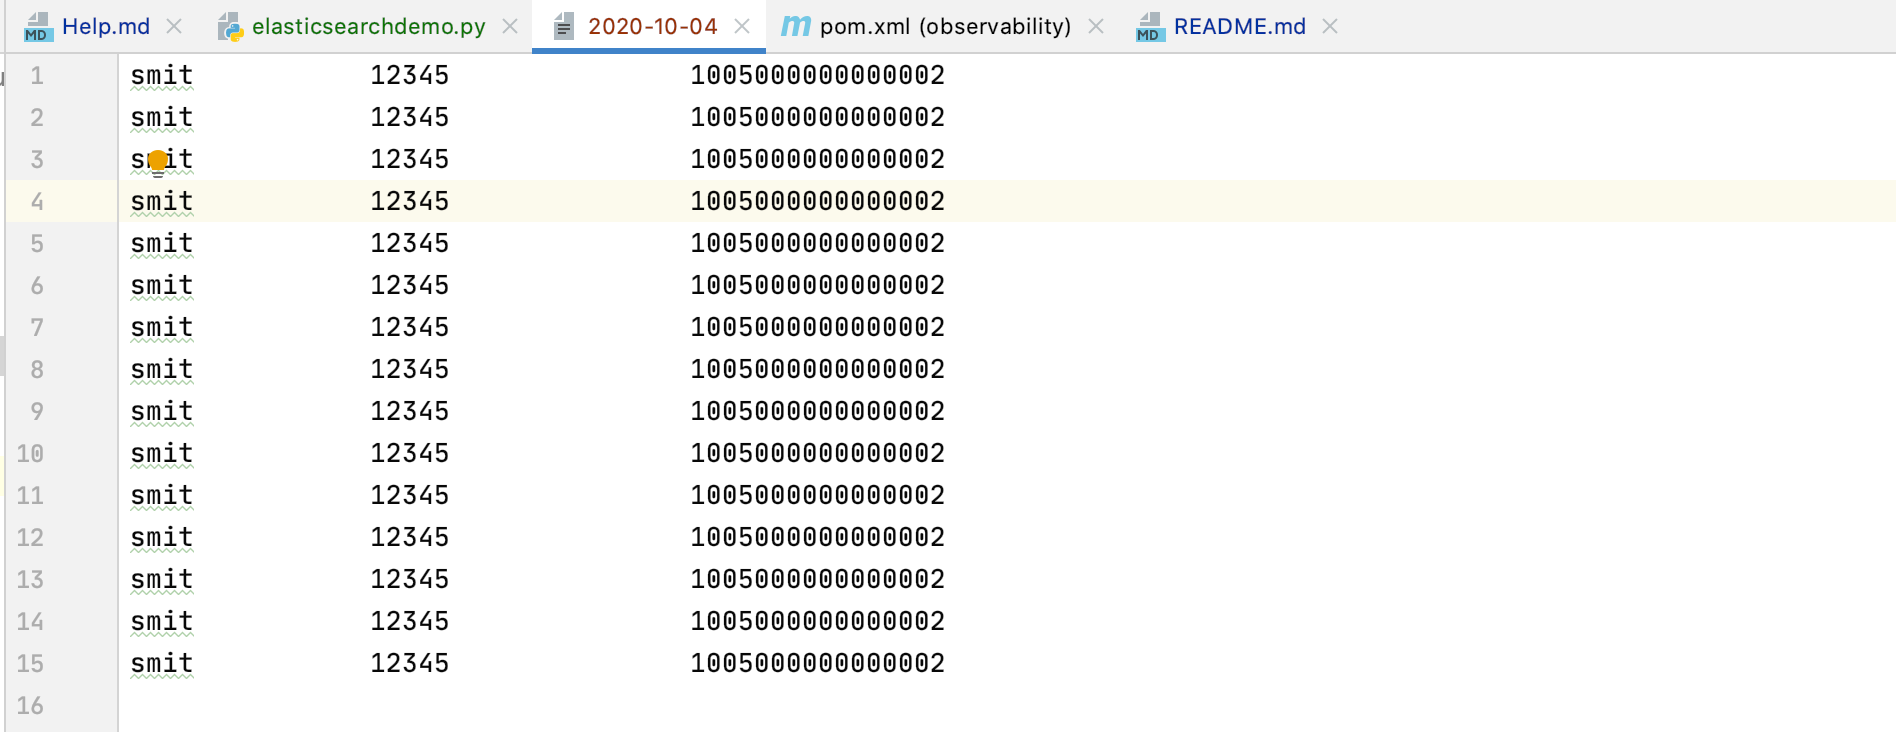 Help.md elasticsearchdemo.py 2020-10-04 pom.xml (observability) README.md
1 smit 12345 1005000000000002
2 smit 12345 1005000000000002
3 smit 12345 1005000000000002
4 smit 12345 1005000000000002
5 smit 12345 1005000000000002
6 smit 12345 1005000000000002
7 smit 12345 1005000000000002
8 smit 12345 1005000000000002
9 smit 12345 1005000000000002
10 smit 12345 1005000000000002
11 smit 12345 1005000000000002
12 smit 12345 1005000000000002
13 smit 12345 1005000000000002
14 smit 12345 1005000000000002
15 smit 12345 1005000000000002
16